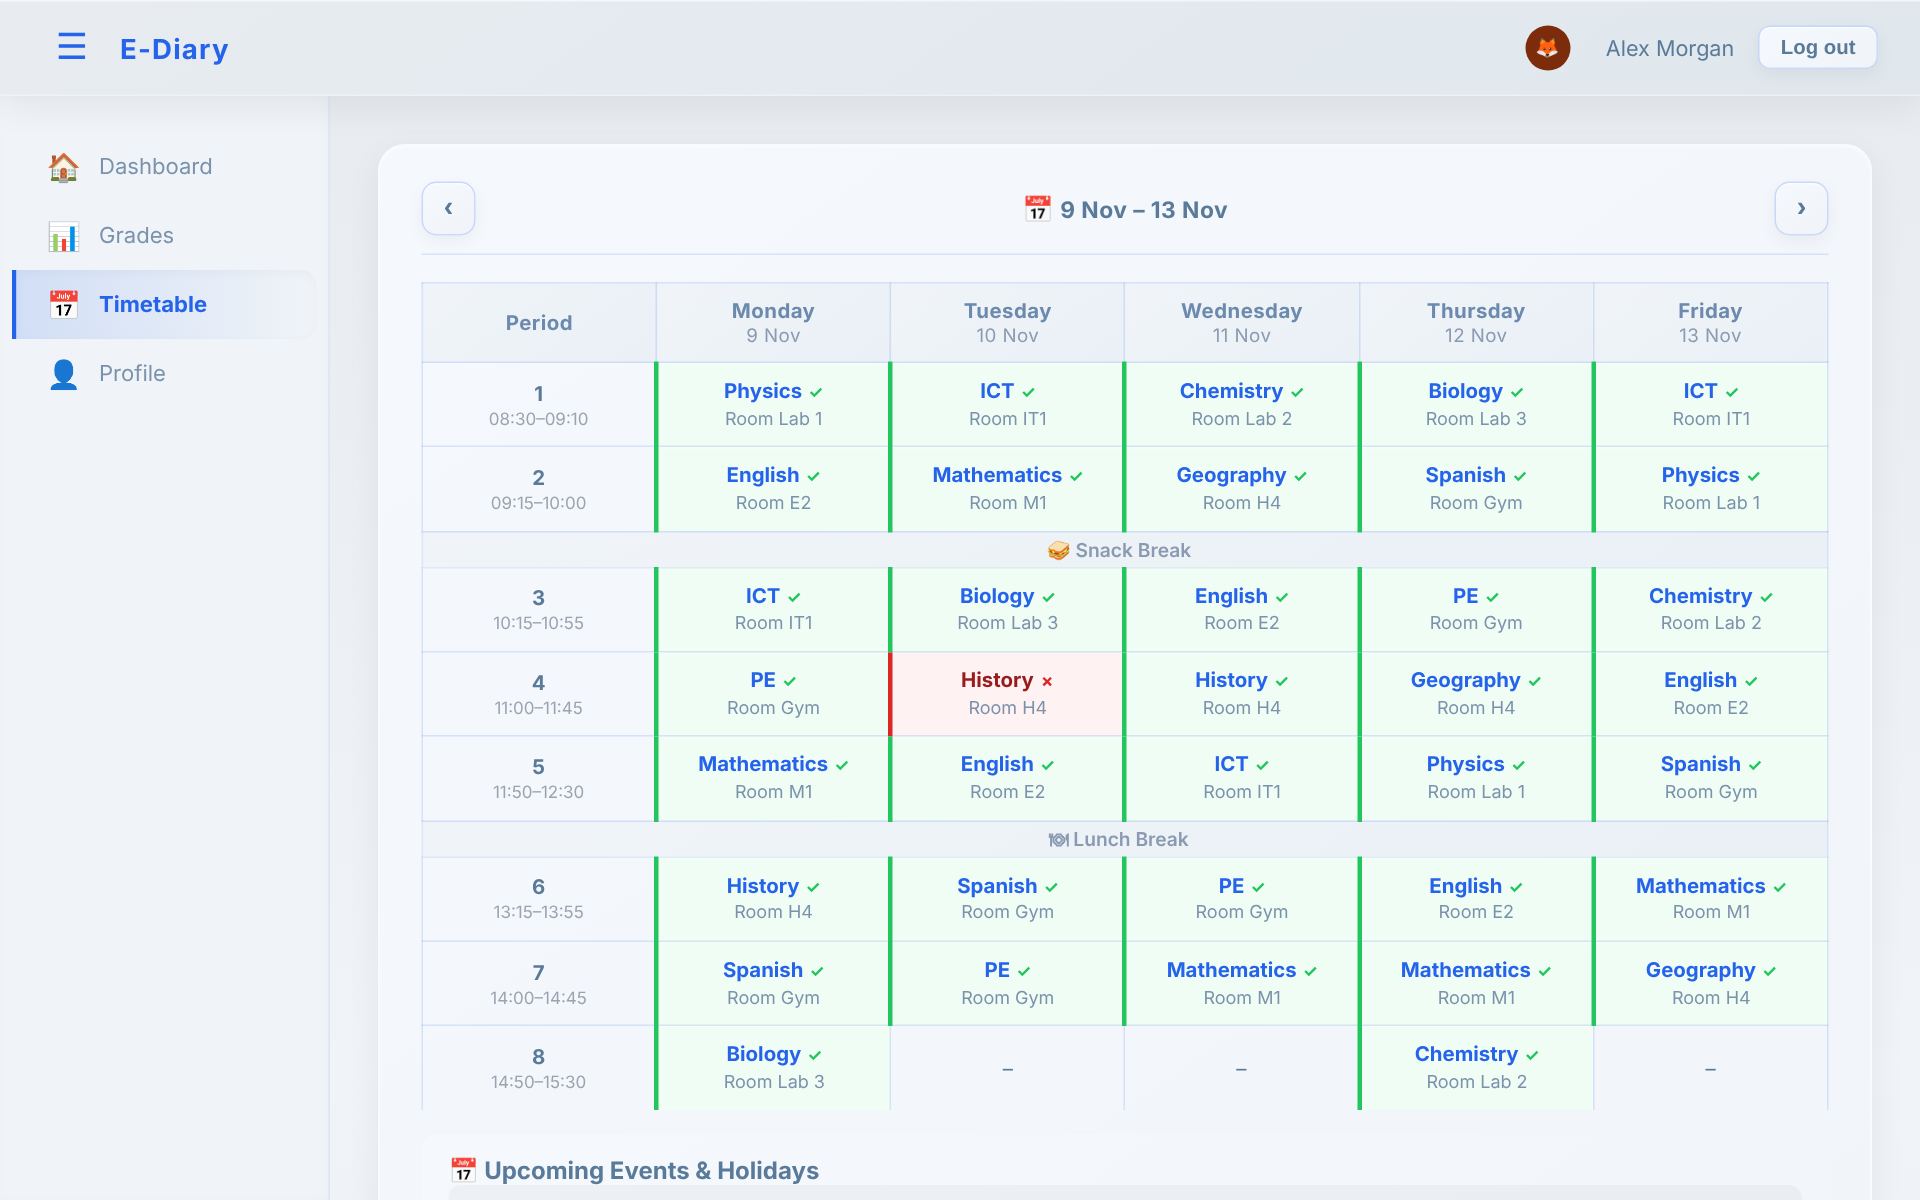 ☰ E-Diary
🦊 Alex Morgan Log out
🏠 Dashboard
📊 Grades
📅 Timetable
👤 Profile
‹ 📅 9 Nov – 13 Nov ›
Period Monday Tuesday Wednesday Thursday Friday
9 Nov 10 Nov 11 Nov 12 Nov 13 Nov
1 Physics ✓ ICT ✓ Chemistry ✓ Biology ✓ ICT ✓
08:30–09:10 Room Lab 1 Room IT1 Room Lab 2 Room Lab 3 Room IT1
2 English ✓ Mathematics ✓ Geography ✓ Spanish ✓ Physics ✓
09:15–10:00 Room E2 Room M1 Room H4 Room Gym Room Lab 1
🥪 Snack Break
3 ICT ✓ Biology ✓ English ✓ PE ✓ Chemistry ✓
10:15–10:55 Room IT1 Room Lab 3 Room E2 Room Gym Room Lab 2
4 PE ✓ History × History ✓ Geography ✓ English ✓
11:00–11:45 Room Gym Room H4 Room H4 Room H4 Room E2
5 Mathematics ✓ English ✓ ICT ✓ Physics ✓ Spanish ✓
11:50–12:30 Room M1 Room E2 Room IT1 Room Lab 1 Room Gym
🍽 Lunch Break
6 History ✓ Spanish ✓ PE ✓ English ✓ Mathematics ✓
13:15–13:55 Room H4 Room Gym Room Gym Room E2 Room M1
7 Spanish ✓ PE ✓ Mathematics ✓ Mathematics ✓ Geography ✓
14:00–14:45 Room Gym Room Gym Room M1 Room M1 Room H4
8 Biology ✓ – – Chemistry ✓ –
14:50–15:30 Room Lab 3 Room Lab 2
📅 Upcoming Events & Holidays